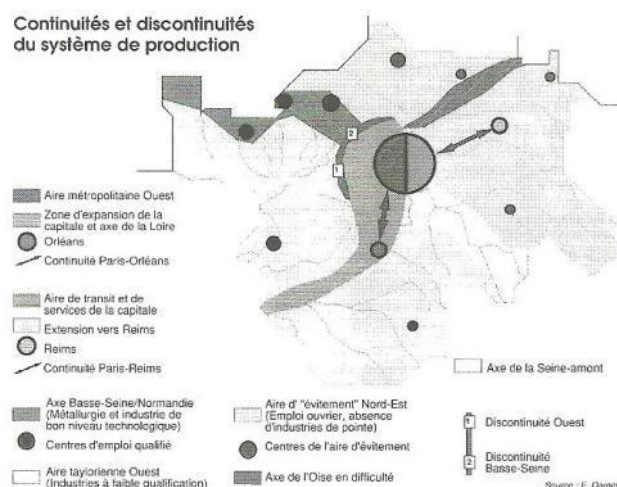 Continuités et discontinuités
du système de production
2
1
Aire métropolitaine Ouest
Zone d'expansion de la
capitale et axe de la Loire
Orléans
Continuité Paris-Orléans
Aire de transit et de
services de la capitale
Extension vers Reims
Reims
Continuité Paris-Reims
Axe de la Seine-amont
Axe Basse-Seine/Normandie
(Métallurgie et industrie de
bon niveau technologique)
Centres d'emploi qualifié
Aire taylorienne Ouest
(Industries à faible qualification)
Aire d' "évitement" Nord-Est
(Emploi ouvrier, absence
d'industries de pointe)
Centres de l'aire d'évitement
Axe de l'Oise en difficulté
1
Discontinuité Ouest
2
Discontinuité
Basse-Seine
Source : F.